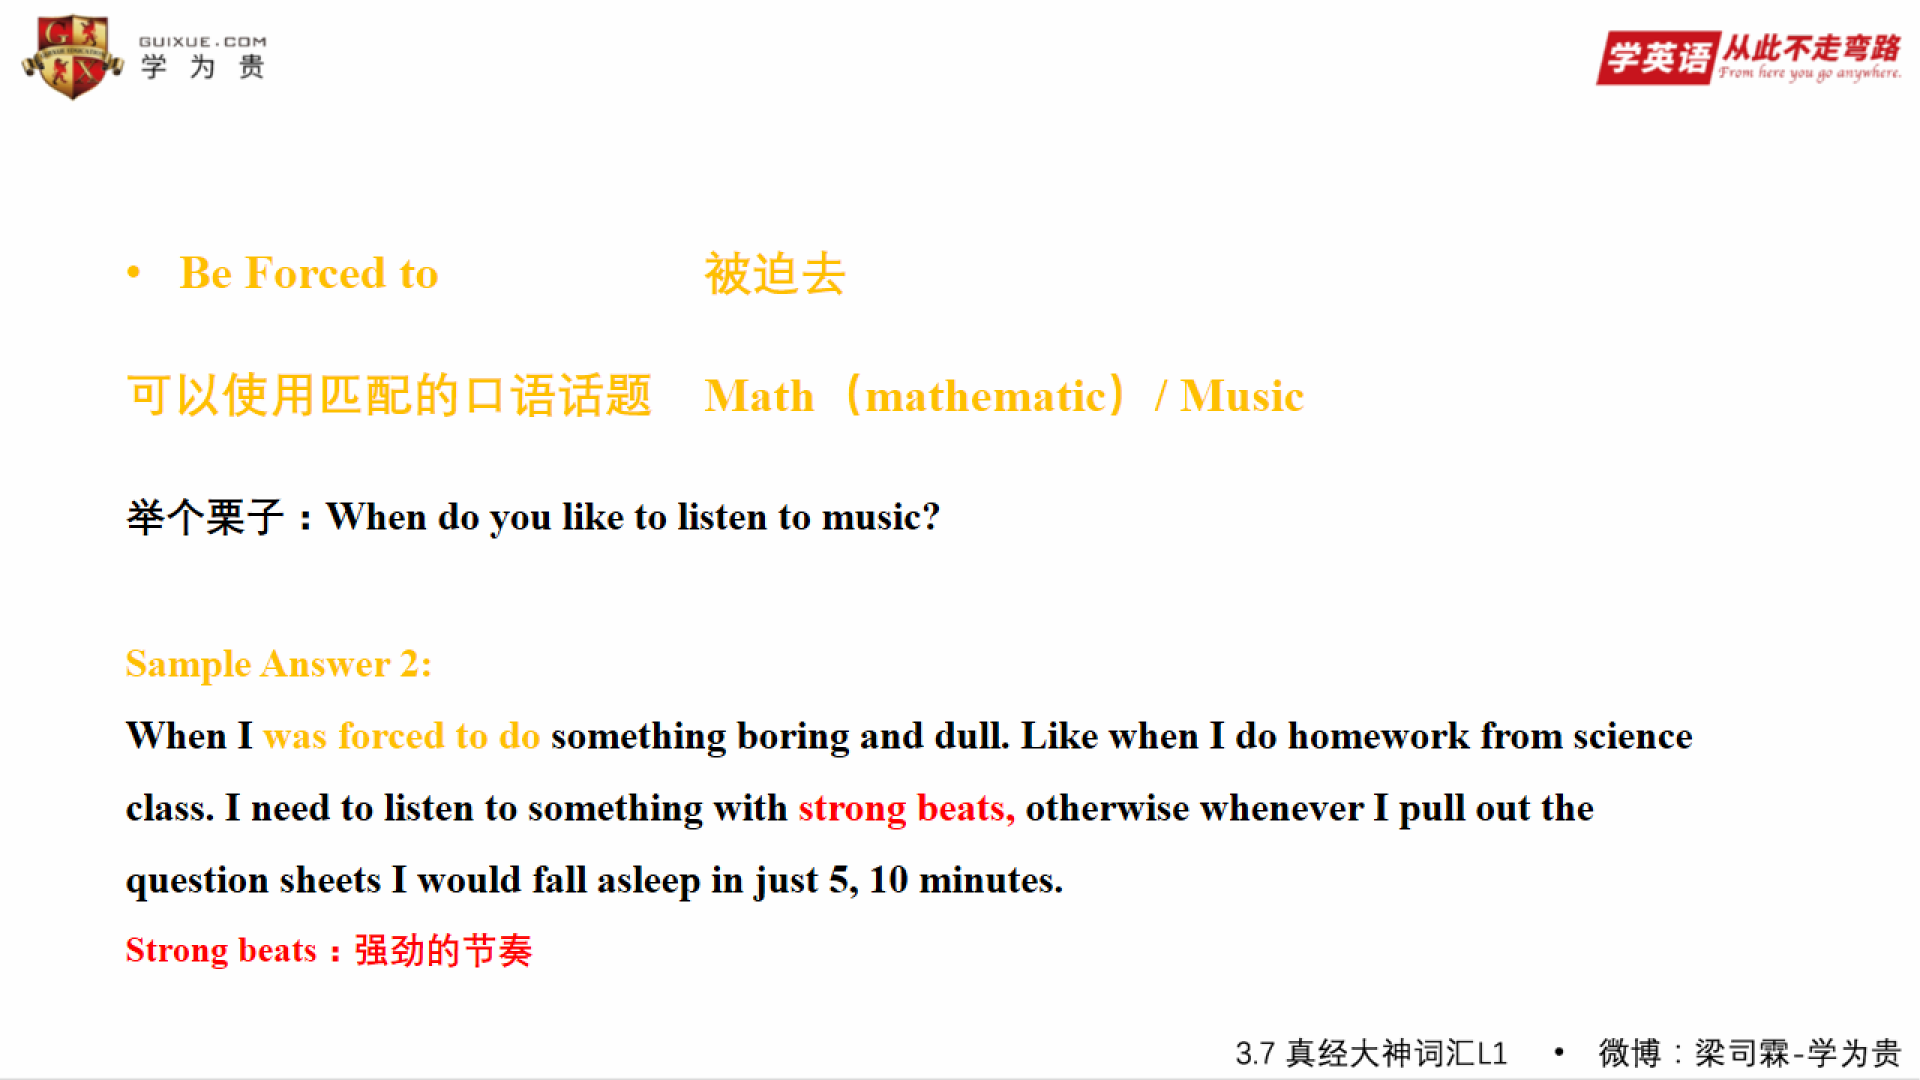 GUIXUE.COM
学为贵
学英语 从此不走弯路
From here you go anywhere.
• Be Forced to 被迫去
可以使用匹配的口语话题 Math（mathematic）/ Music
举个栗子：When do you like to listen to music?
Sample Answer 2:
When I was forced to do something boring and dull. Like when I do homework from science
class. I need to listen to something with strong beats, otherwise whenever I pull out the
question sheets I would fall asleep in just 5, 10 minutes.
Strong beats：强劲的节奏
3.7 真经大神词汇L1 • 微博：梁司霖-学为贵